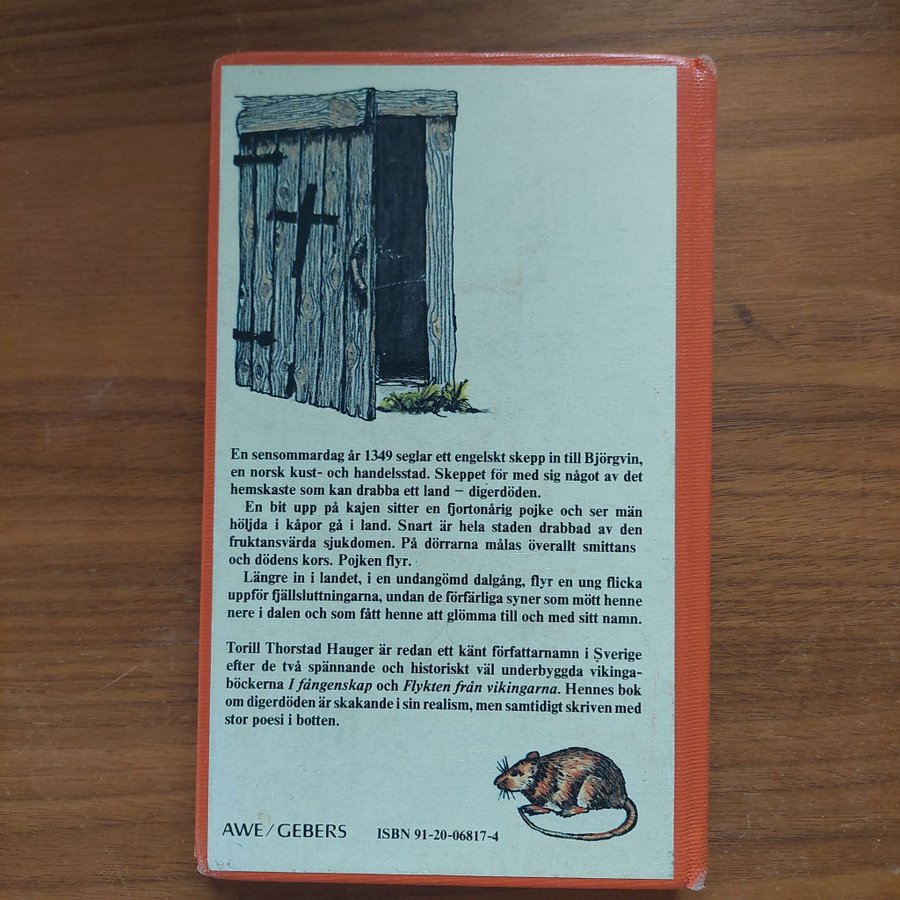 En sensommardag år 1349 seglar ett engelskt skepp in till Björgvin,
en norsk kust- och handelsstad. Skeppet för med sig något av det
hemskaste som kan drabba ett land – digerdöden.
En bit upp på kajen sitter en fjortonårig pojke och ser män
höljda i kåpor gå i land. Snart är hela staden drabbad av den
fruktansvärda sjukdomen. På dörrarna målas överallt smittans
och dödens kors. Pojken flyr.
Längre in i landet, i en undangömd dalgång, flyr en ung flicka
uppför fjällsluttningarna, undan de förfärliga syner som mött henne
nere i dalen och som fått henne att glömma till och med sitt namn.
Torill Thorstad Hauger är redan ett känt författarnamn i Sverige
efter de två spännande och historiskt väl underbyggda vikinga-
böckerna I fångenskap och Flykten från vikingarna. Hennes bok
om digerdöden är skakande i sin realism, men samtidigt skriven med
stor poesi i botten.
AWE/GEBERS ISBN 91-20-06817-4